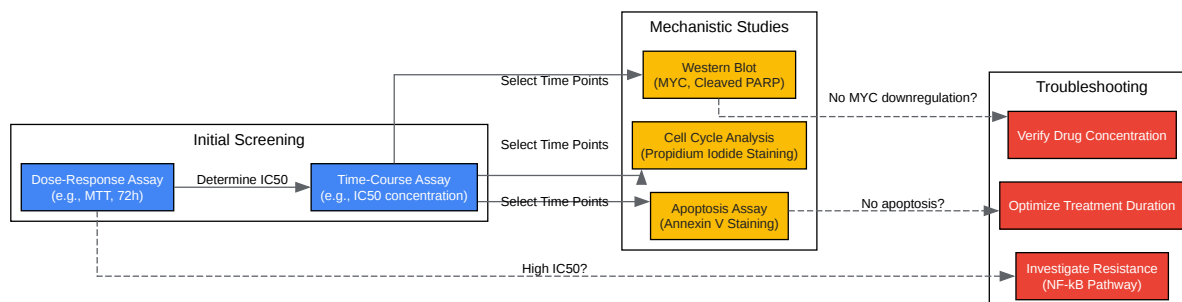 Mechanistic Studies
Western Blot
(MYC, Cleaved PARP)
Select Time Points
Troubleshooting
No MYC downregulation?
Verify Drug Concentration
Initial Screening
Cell Cycle Analysis
(Propidium Iodide Staining)
Select Time Points
Dose-Response Assay
(e.g., MTT, 72h)
Determine IC50
Time-Course Assay
(e.g., IC50 concentration)
Select Time Points
Apoptosis Assay
(Annexin V Staining)
No apoptosis?
Optimize Treatment Duration
High IC50?
Investigate Resistance
(NF-kB Pathway)